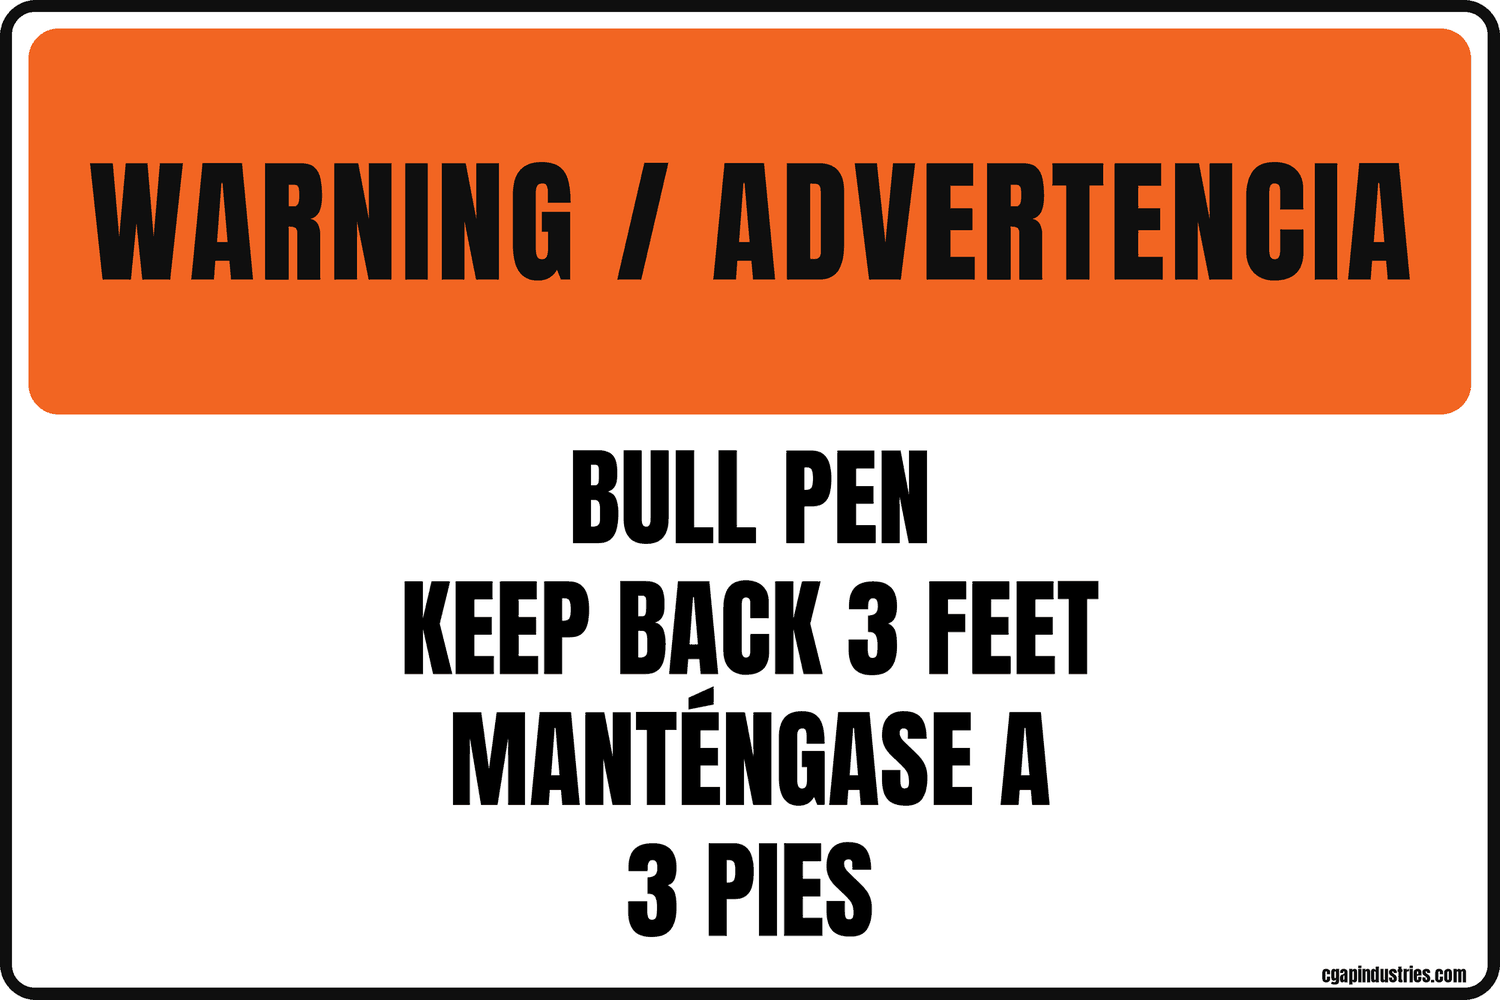 WARNING / ADVERTENCIA
BULL PEN
KEEP BACK 3 FEET
MANTÉNGASE A
3 PIES
cgapindustries.com